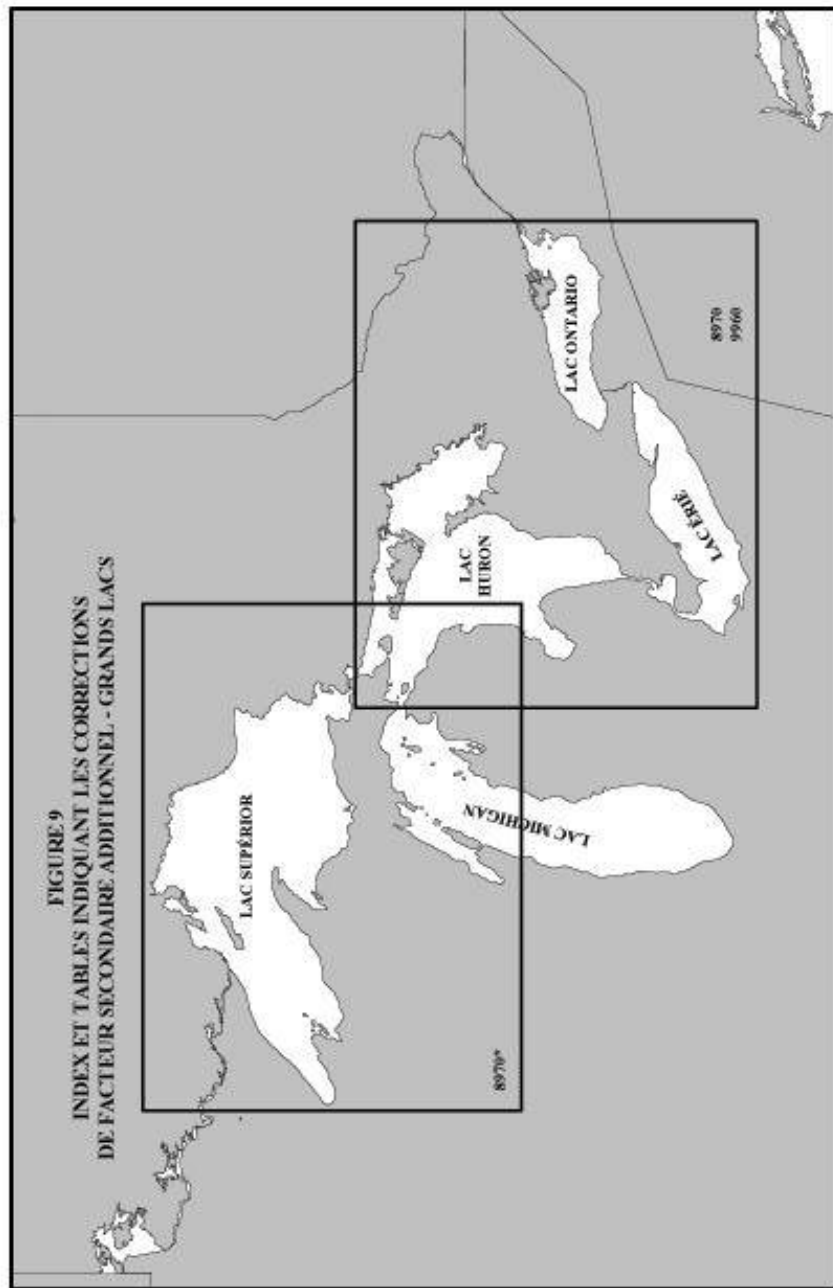 FIGURE 9
INDEX ET TABLES INDIQUANT LES CORRECTIONS
DE FACTEUR SECONDAIRE ADDITIONNEL - GRANDS LACS
LAC SUPÉRIOR
8970*
LAC MICHIGAN
LAC
HURON
LAC ONTARIO
LAC ÉRIÉ
8970
9960